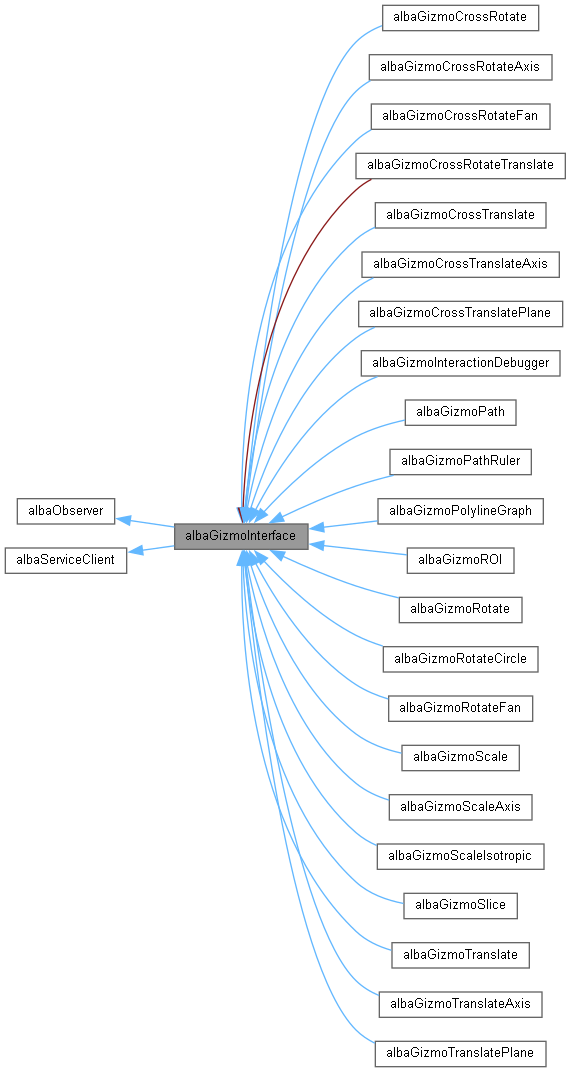 albaGizmoCrossRotate
albaGizmoCrossRotateAxis
albaGizmoCrossRotateFan
albaGizmoCrossRotateTranslate
albaGizmoCrossTranslate
albaGizmoCrossTranslateAxis
albaGizmoCrossTranslatePlane
albaGizmoInteractionDebugger
albaGizmoPath
albaGizmoPathRuler
albaObserver
albaGizmoPolylineGraph
albaGizmoInterface
albaServiceClient
albaGizmoROI
albaGizmoRotate
albaGizmoRotateCircle
albaGizmoRotateFan
albaGizmoScale
albaGizmoScaleAxis
albaGizmoScaleIsotropic
albaGizmoSlice
albaGizmoTranslate
albaGizmoTranslateAxis
albaGizmoTranslatePlane